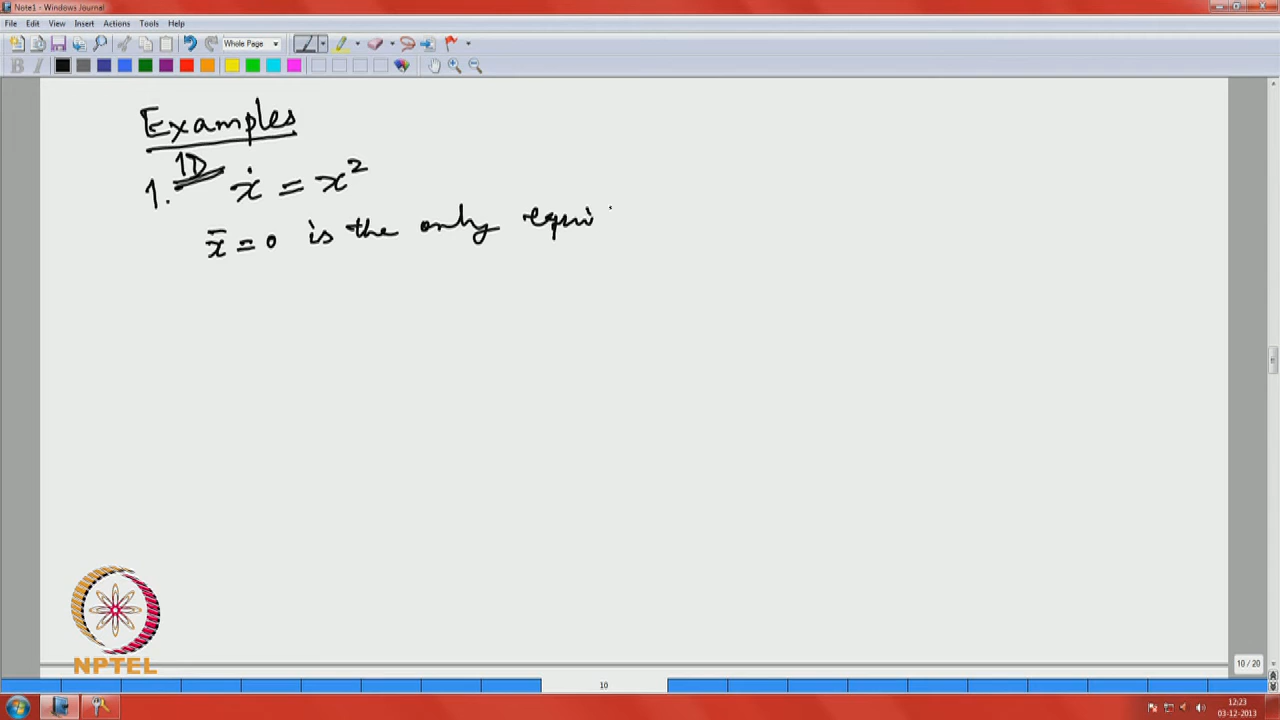 Note1 - Windows Journal
File Edit View Insert Actions Tools Help
Whole Page
B I
Examples
1. 1D ẋ = x²
x̄ = 0 is the only equi
NPTEL
10 / 20
10
12:23
03-12-2013